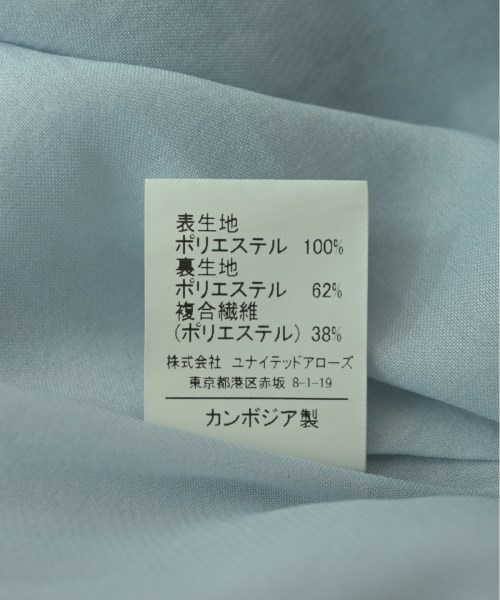 表生地
ポリエステル 100%
裏生地
ポリエステル 62%
複合繊維
(ポリエステル) 38%
株式会社 ユナイテッドアローズ
東京都港区赤坂 8-1-19
カンボジア製